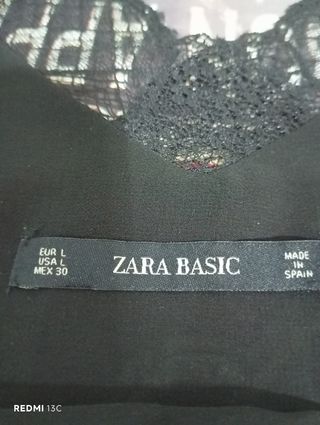 EUR L
USA L
MEX 30
ZARA BASIC
MADE
IN
SPAIN
REDMI 13C